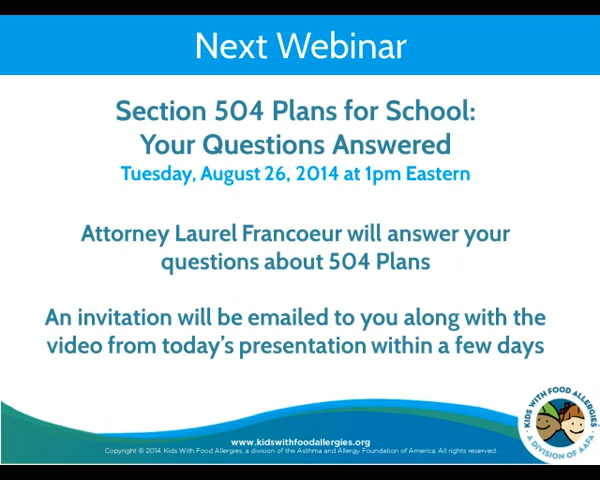 Next Webinar
Section 504 Plans for School:
Your Questions Answered
Tuesday, August 26, 2014 at 1pm Eastern
Attorney Laurel Francoeur will answer your
questions about 504 Plans
An invitation will be emailed to you along with the
video from today's presentation within a few days
www.kidswithfoodallergies.org
Copyright © 2014, Kids With Food Allergies, a division of the Asthma and Allergy Foundation of America. All rights reserved.
KIDS WITH FOOD ALLERGIES
• A DIVISION OF AAFA •